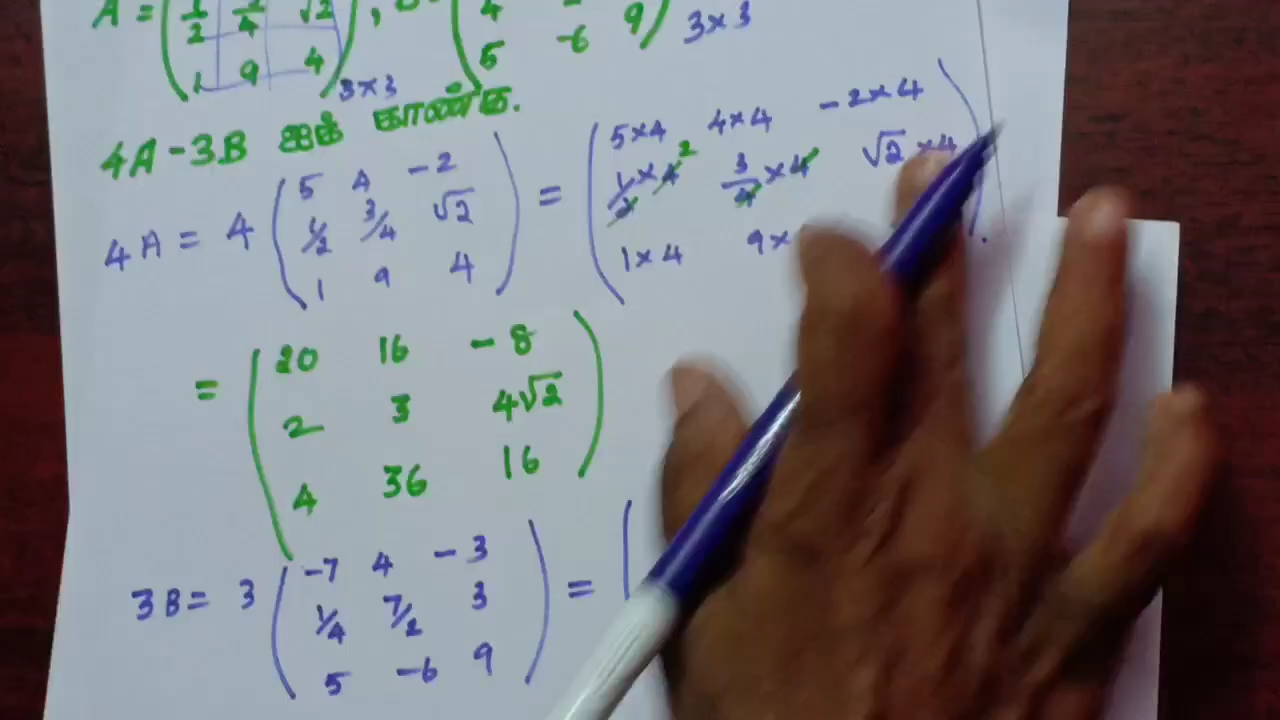 A = ( 1/2 3/4 √2 ), ( 4
1 9 4 ) 3×3 5 -6 9 ) 3×3
4A-3B ஐக் காண்க.
4A = 4 ( 5 4 -2 ) = ( 5×4 4×4 -2×4 )
1/2 3/4 √2 1/2×4 2 3/4×4 √2×4
1 9 4 1×4 9×
= ( 20 16 -8 )
2 3 4√2
4 36 16
3B = 3 ( -7 4 -3 ) = (
1/4 7/2 3
5 -6 9